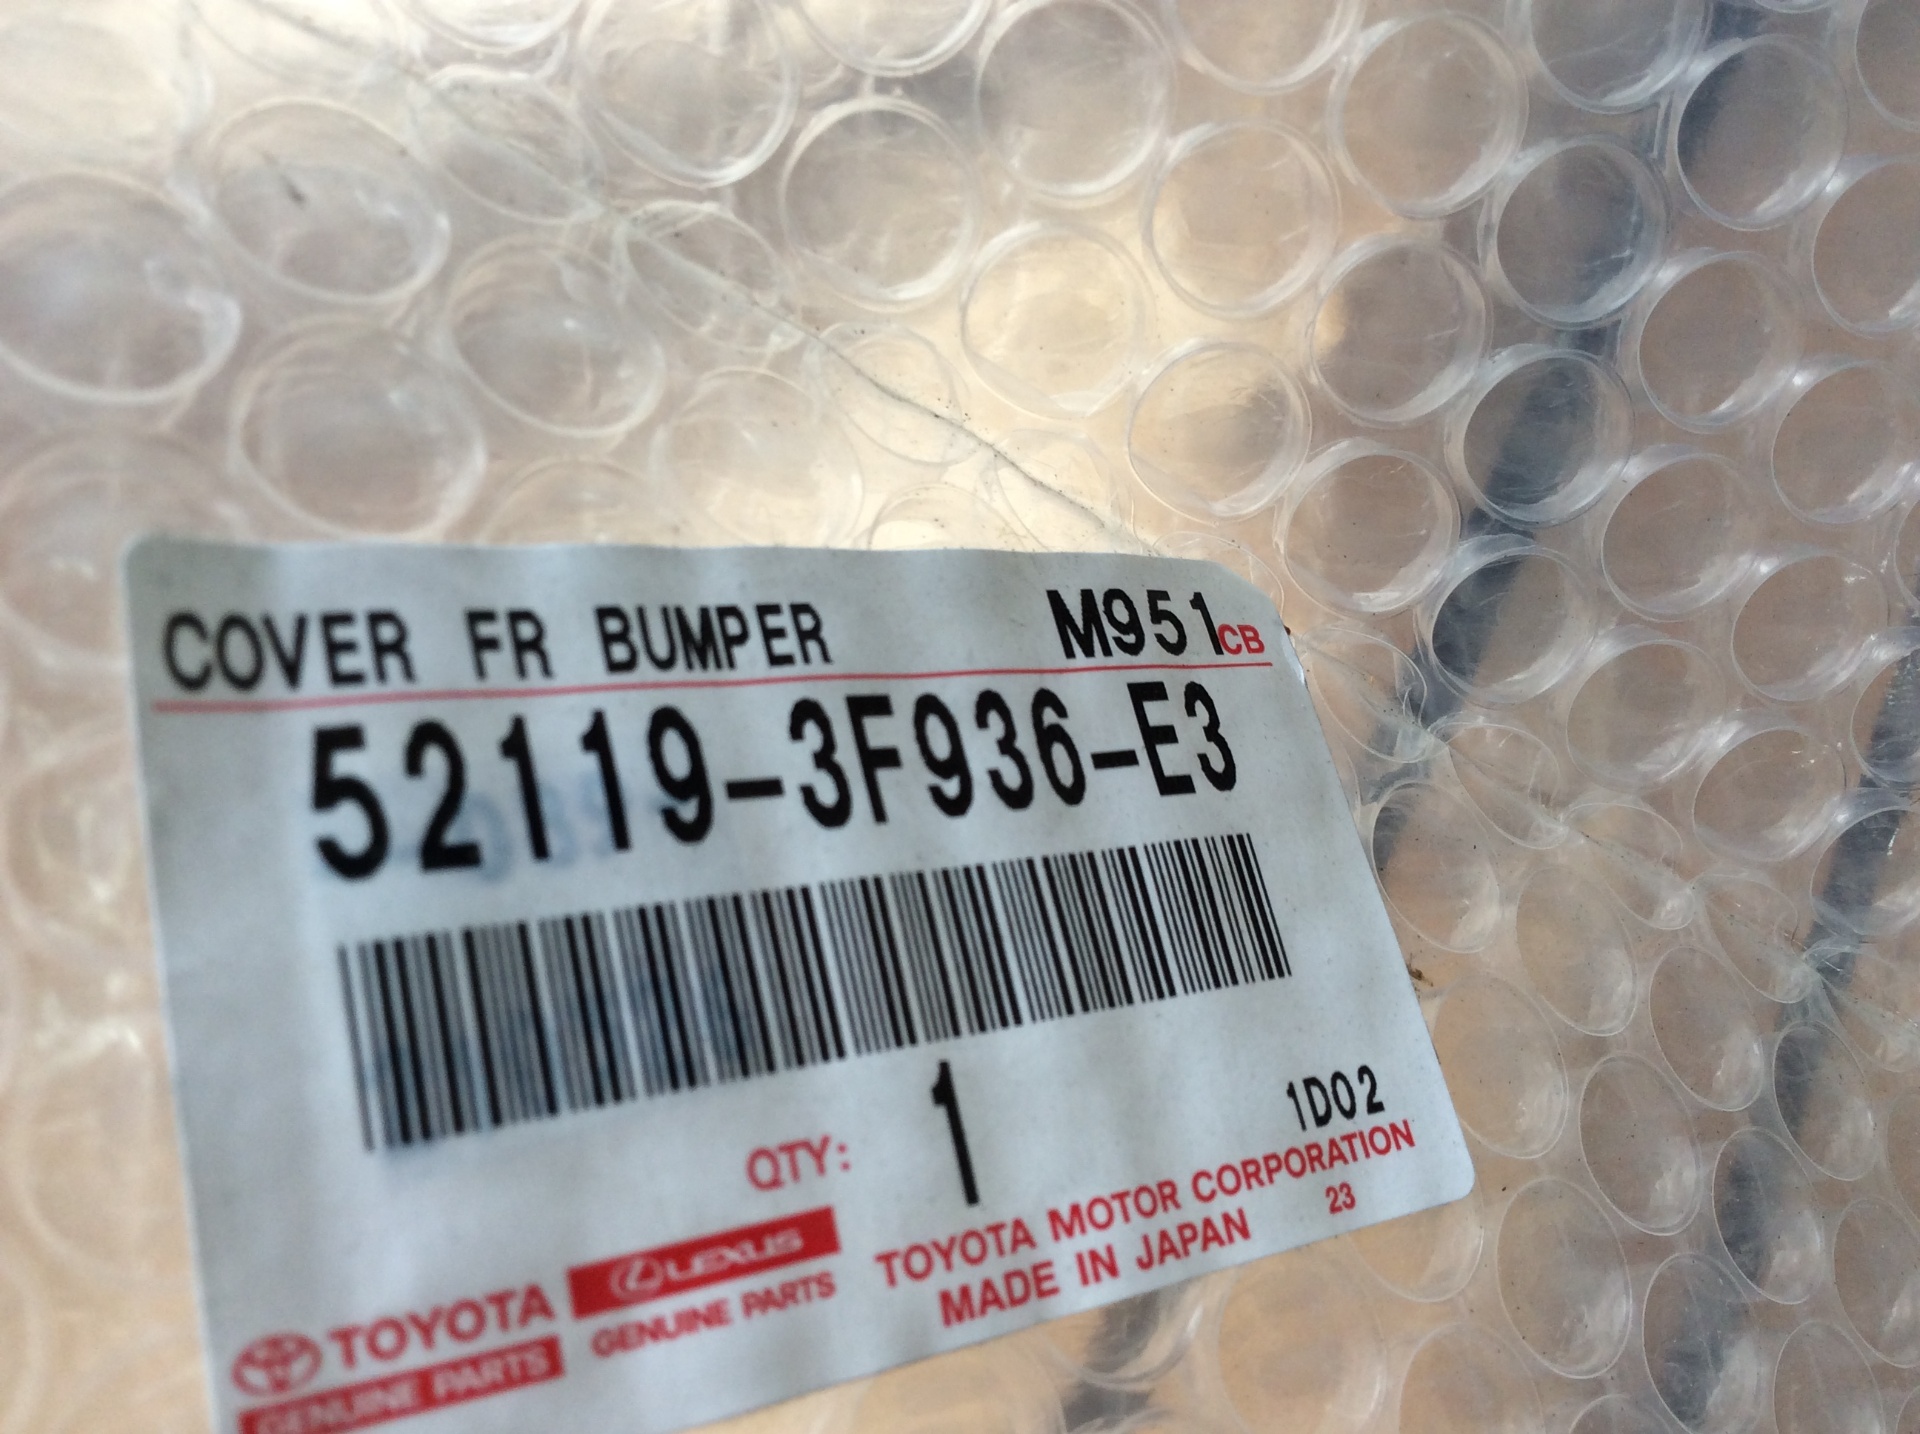 COVER FR BUMPER M951 CB
52119-3F936-E3
QTY: 1 1D02
TOYOTA MOTOR CORPORATION
MADE IN JAPAN 23
LEXUS
GENUINE PARTS
TOYOTA
GENUINE PARTS